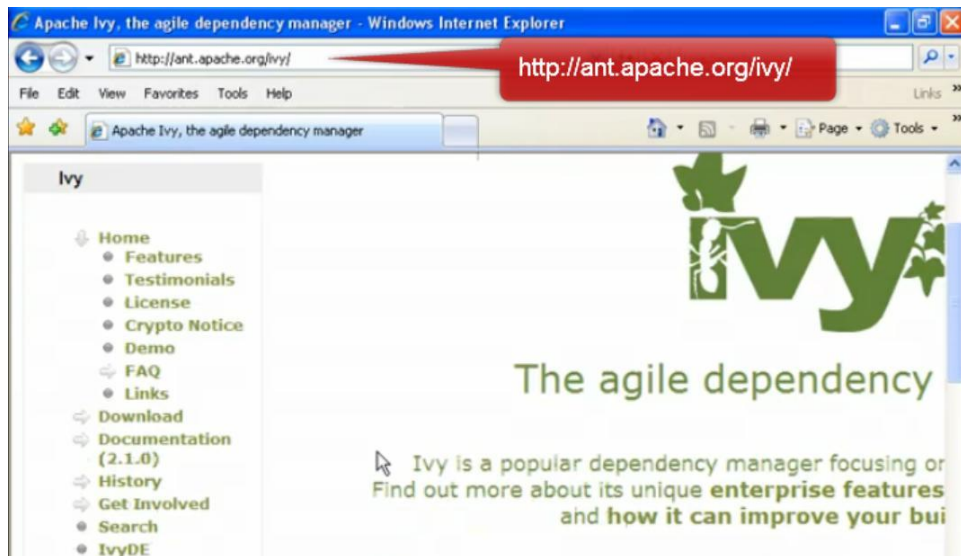 Apache Ivy, the agile dependency manager - Windows Internet Explorer
http://ant.apache.org/ivy/
http://ant.apache.org/ivy/
File Edit View Favorites Tools Help
Links
Apache Ivy, the agile dependency manager
Page Tools
Ivy
Home
Features
Testimonials
License
Crypto Notice
Demo
FAQ
Links
Download
Documentation
(2.1.0)
History
Get Involved
Search
IvyDE
ivy
The agile dependency
Ivy is a popular dependency manager focusing or
Find out more about its unique enterprise features
and how it can improve your bui